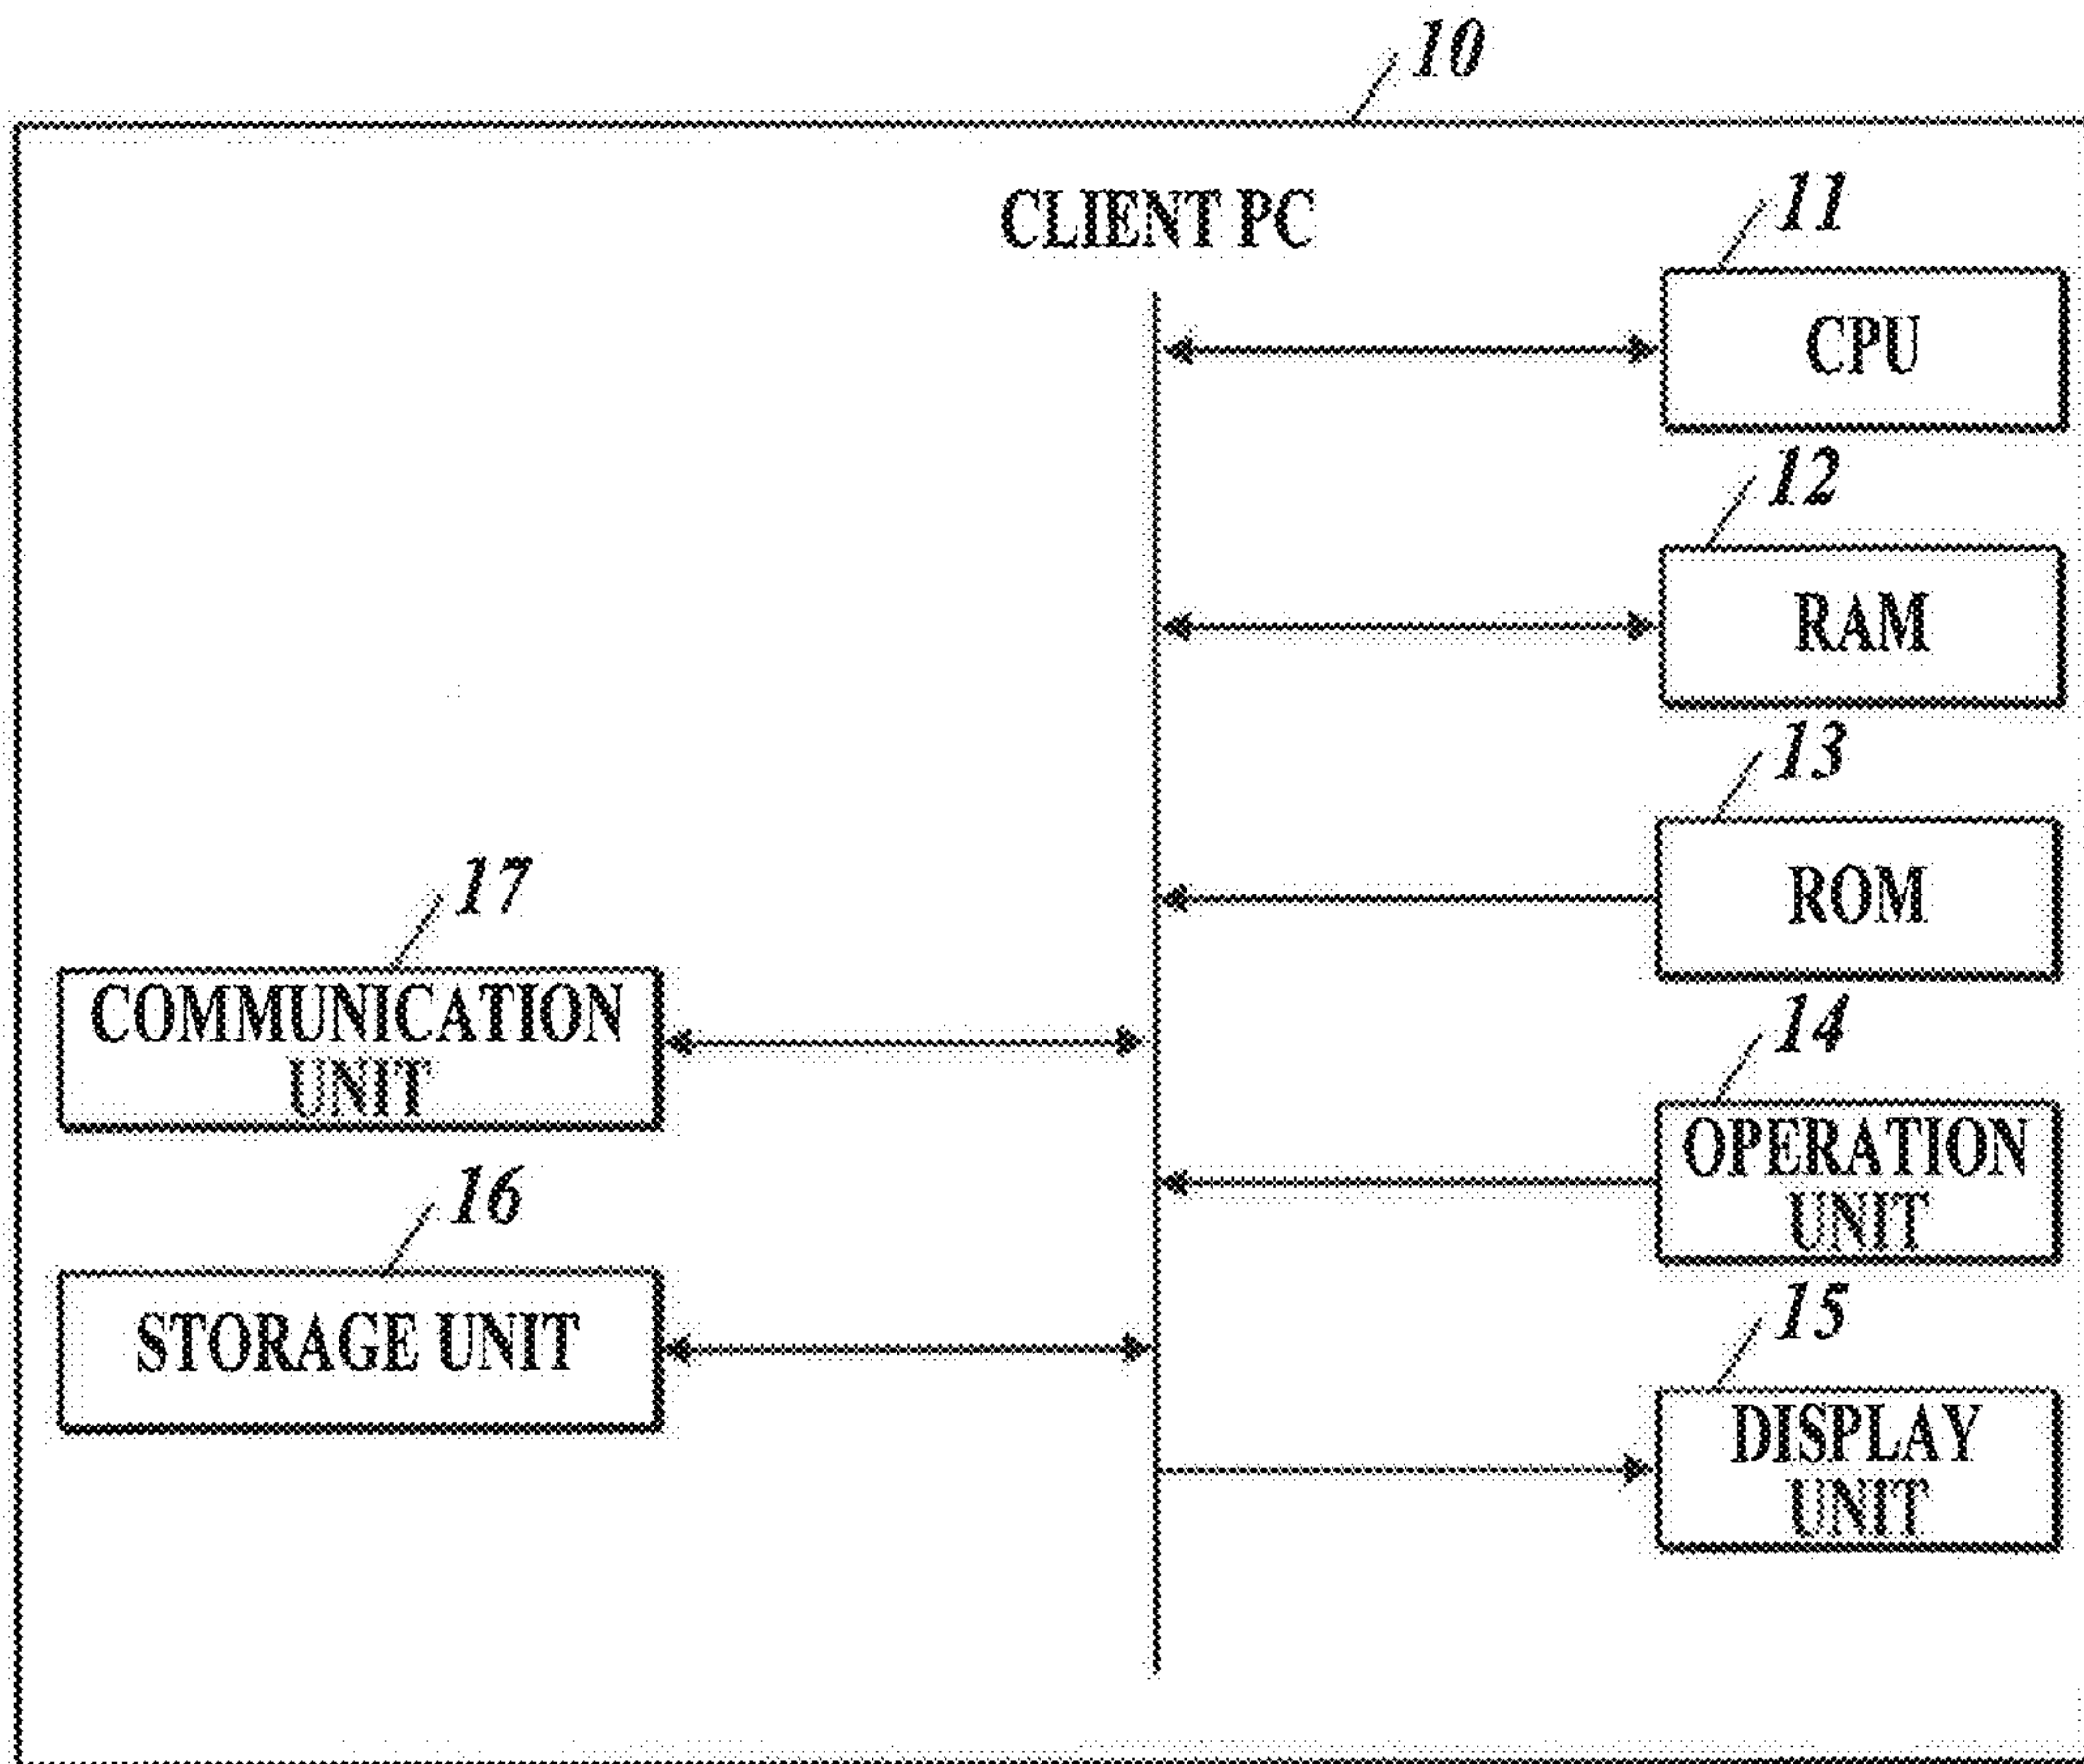 10
CLIENT PC
11
CPU
12
RAM
13
ROM
17
COMMUNICATION
UNIT
14
OPERATION
UNIT
16
STORAGE UNIT
15
DISPLAY
UNIT